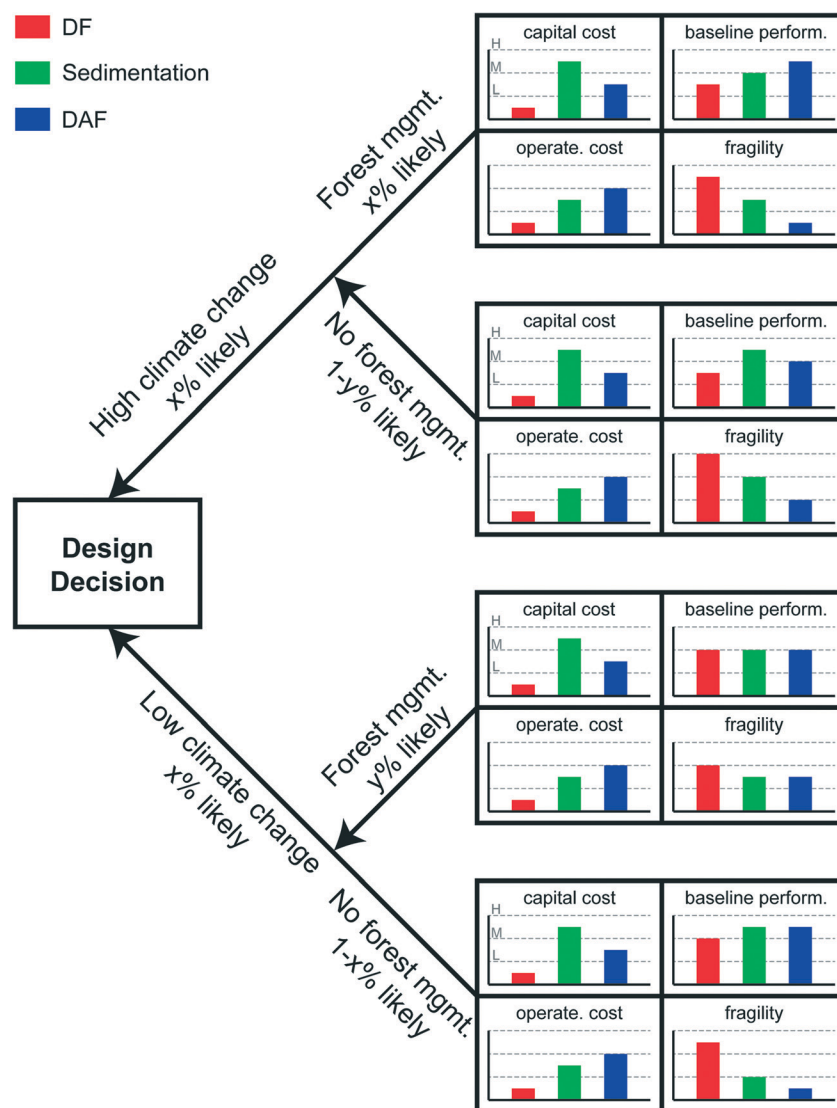 DF
Sedimentation
DAF
Forest mgmt.
x% likely
High climate change
x% likely
No forest mgmt.
1-y% likely
Design
Decision
Low climate change
x% likely
Forest mgmt.
y% likely
No forest mgmt.
1-x% likely
capital cost
H
M
L
baseline perform.
operate. cost
fragility
capital cost
H
M
L
baseline perform.
operate. cost
fragility
capital cost
H
M
L
baseline perform.
operate. cost
fragility
capital cost
H
M
L
baseline perform.
operate. cost
fragility